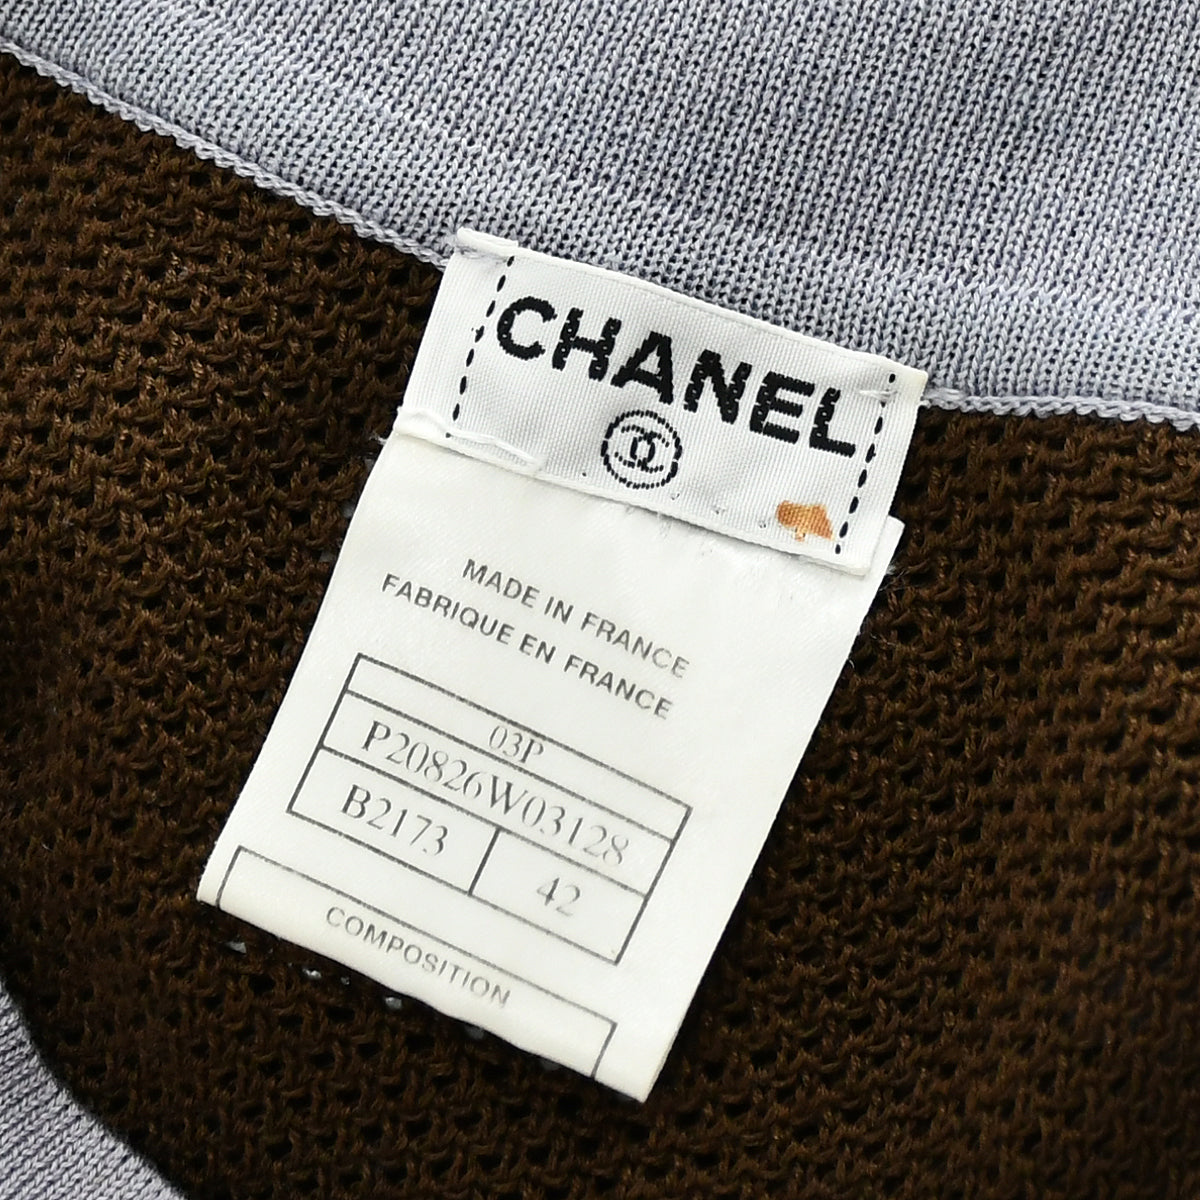 CHANEL
MADE IN FRANCE
FABRIQUE EN FRANCE
03P
P20826W03128
B2173 42
COMPOSITION